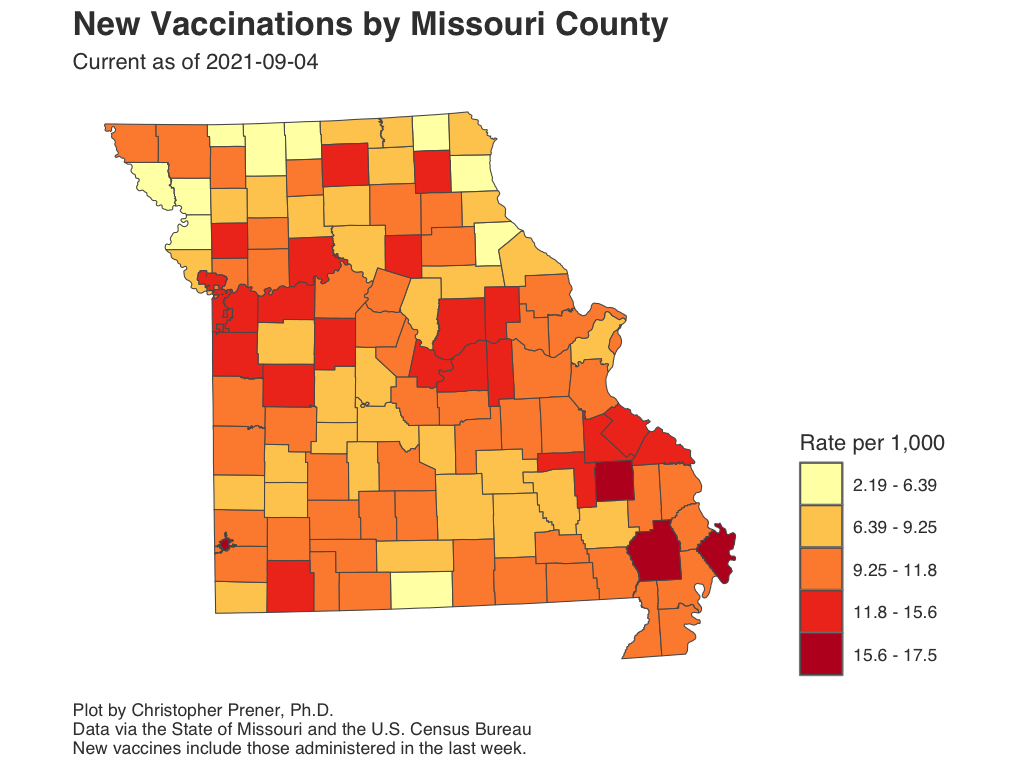 New Vaccinations by Missouri County
Current as of 2021-09-04
Rate per 1,000
2.19 - 6.39
6.39 - 9.25
9.25 - 11.8
11.8 - 15.6
15.6 - 17.5
Plot by Christopher Prener, Ph.D.
Data via the State of Missouri and the U.S. Census Bureau
New vaccines include those administered in the last week.